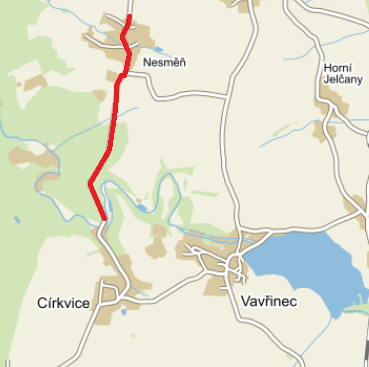 Nesměň
Horní
Jelčany
Církvice
Vavřinec